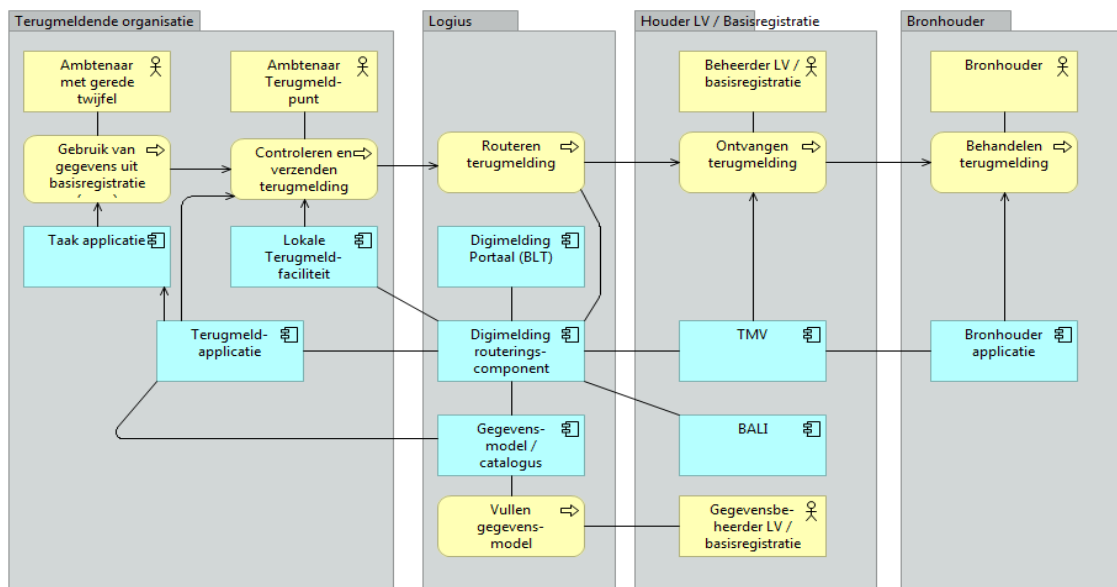 Terugmeldende organisatie
Logius
Houder LV / Basisregistratie
Bronhouder
Ambtenaar
met gerede
twijfel
Ambtenaar
Terugmeld-
punt
Beheerder LV /
basisregistratie
Bronhouder
Gebruik van
gegevens uit
basisregistratie
Controleren en
verzenden
terugmelding
Routeren
terugmelding
Ontvangen
terugmelding
Behandelen
terugmelding
Taak applicatie
Lokale
Terugmeld-
faciliteit
Digimelding
Portaal (BLT)
Terugmeld-
applicatie
Digimelding
routerings-
component
TMV
Bronhouder
applicatie
Gegevens-
model /
catalogus
BALI
Vullen
gegevens-
model
Gegevensbe-
heerder LV /
basisregistratie